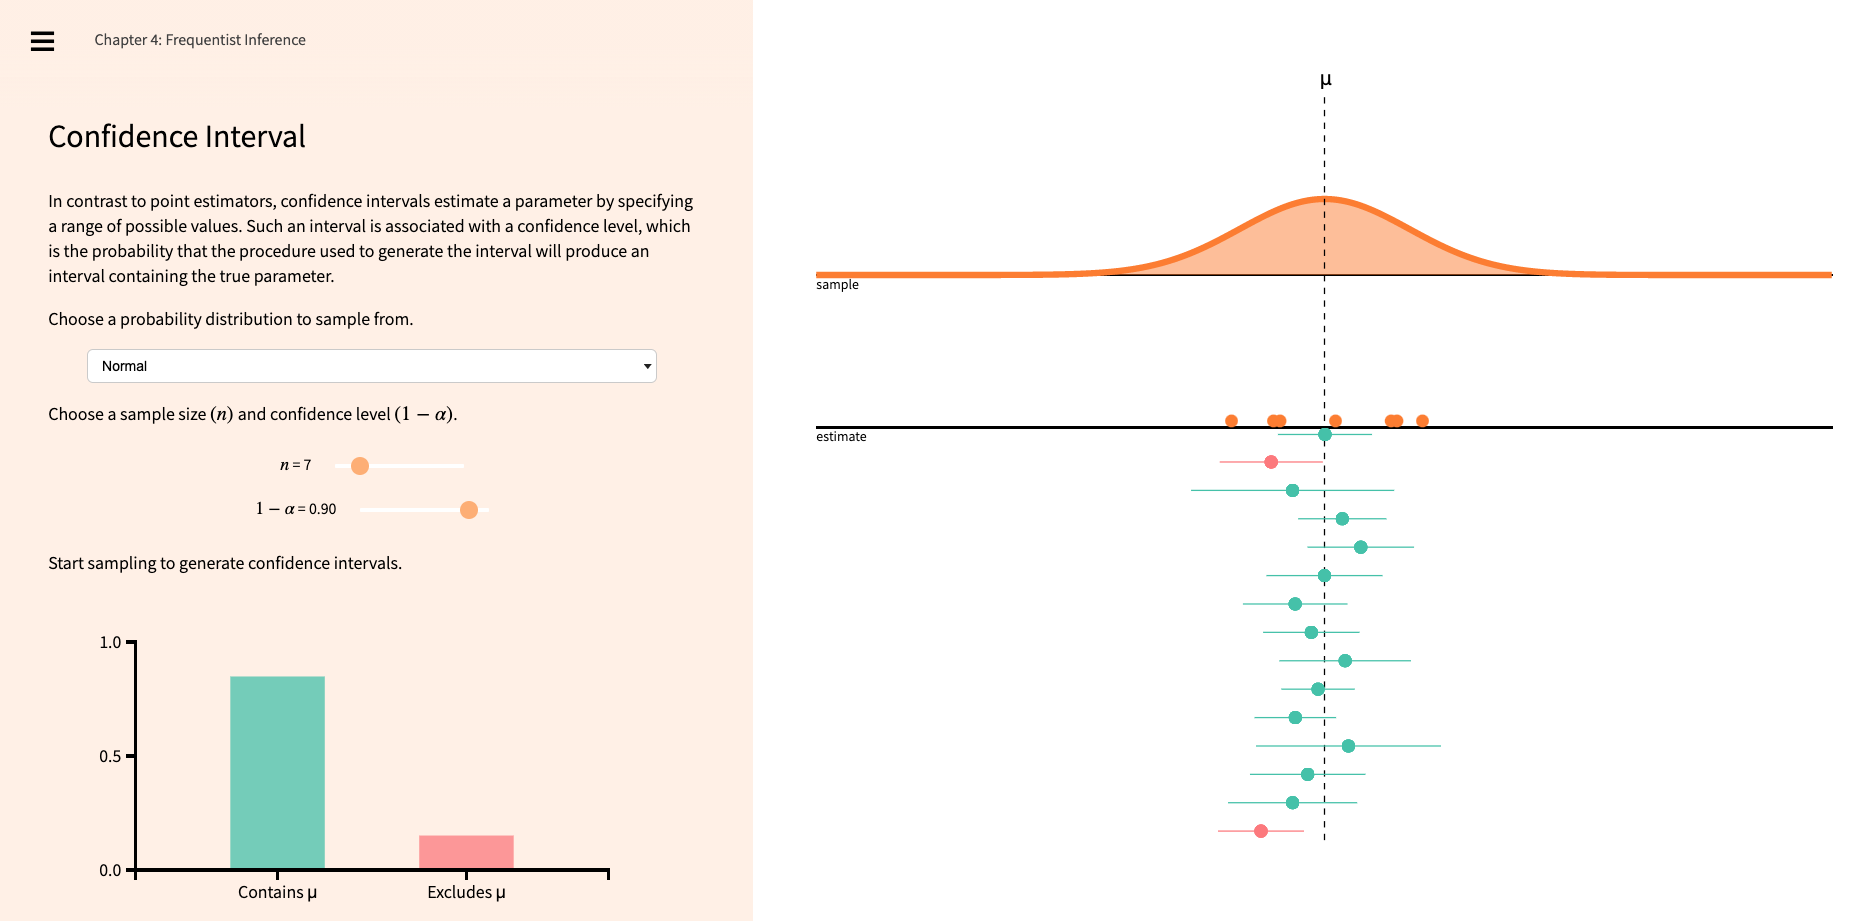 Chapter 4: Frequentist Inference
Confidence Interval
In contrast to point estimators, confidence intervals estimate a parameter by specifying
a range of possible values. Such an interval is associated with a confidence level, which
is the probability that the procedure used to generate the interval will produce an
interval containing the true parameter.
Choose a probability distribution to sample from.
Normal
Choose a sample size (n) and confidence level (1 − α).
n = 7
1 − α = 0.90
Start sampling to generate confidence intervals.
1.0
0.5
0.0
Contains μ
Excludes μ
μ
sample
estimate